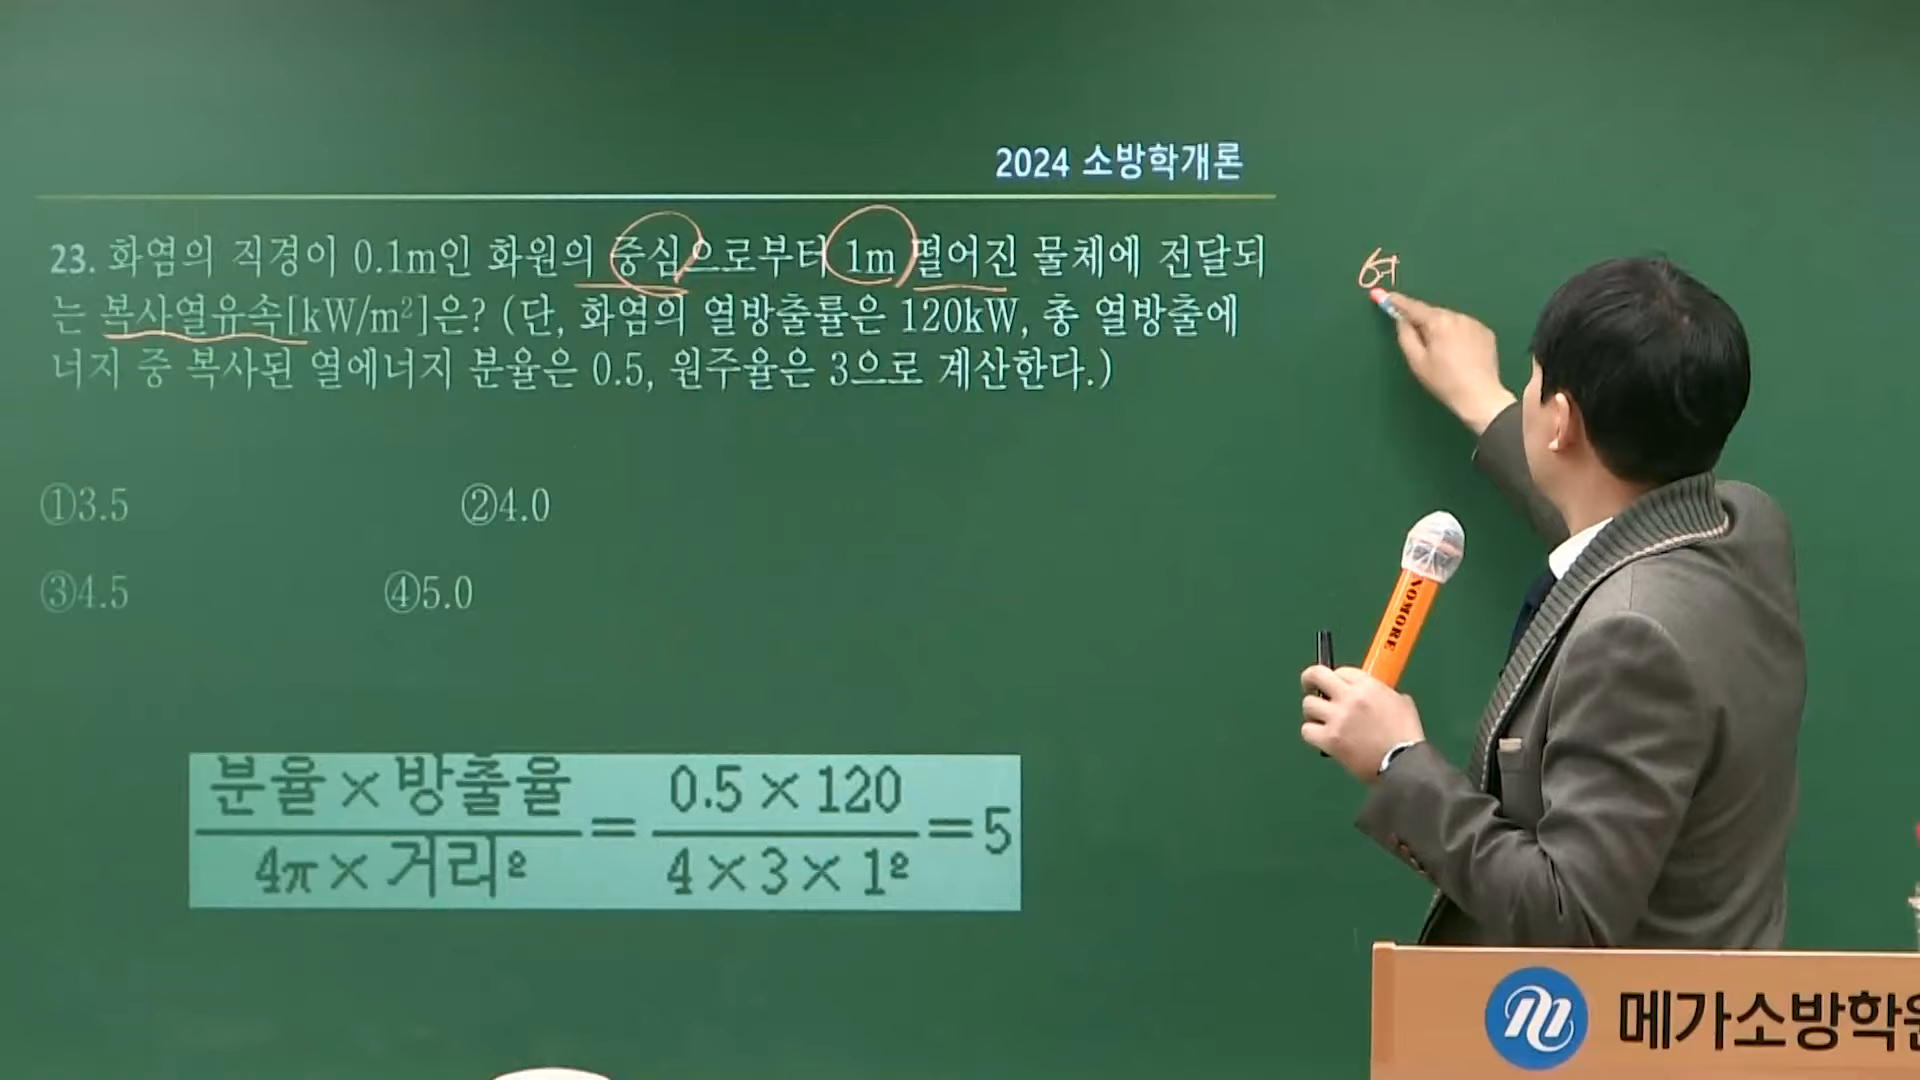 2024 소방학개론
23. 화염의 직경이 0.1m인 화원의 중심으로부터 1m 떨어진 물체에 전달되
는 복사열유속[kW/m²]은? (단, 화염의 열방출률은 120kW, 총 열방출에
너지 중 복사된 열에너지 분율은 0.5, 원주율은 3으로 계산한다.)
①3.5 ②4.0
③4.5 ④5.0
분율×방출율 / 4π×거리² = 0.5×120 / 4×3×1² = 5
NOMORE
메가소방학원